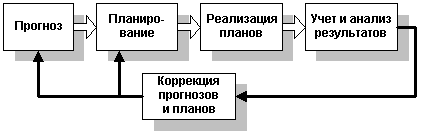 Прогноз
Планиро-
вание
Реализация
планов
Учет и анализ
результатов
Коррекция
прогнозов
и планов